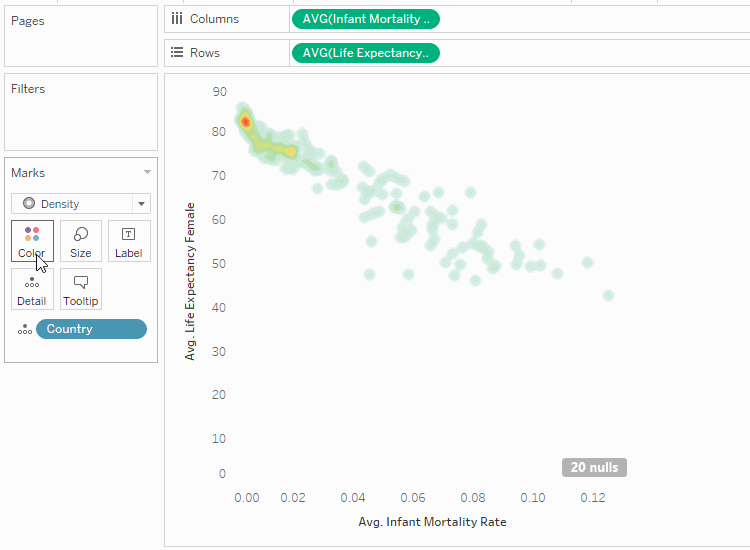 Pages
Columns
AVG(Infant Mortality ..
Rows
AVG(Life Expectancy..
Filters
Marks
Density
Color
Size
Label
Detail
Tooltip
Country
Avg. Life Expectancy Female
90
80
70
60
50
40
30
20
10
0
20 nulls
0.00 0.02 0.04 0.06 0.08 0.10 0.12
Avg. Infant Mortality Rate